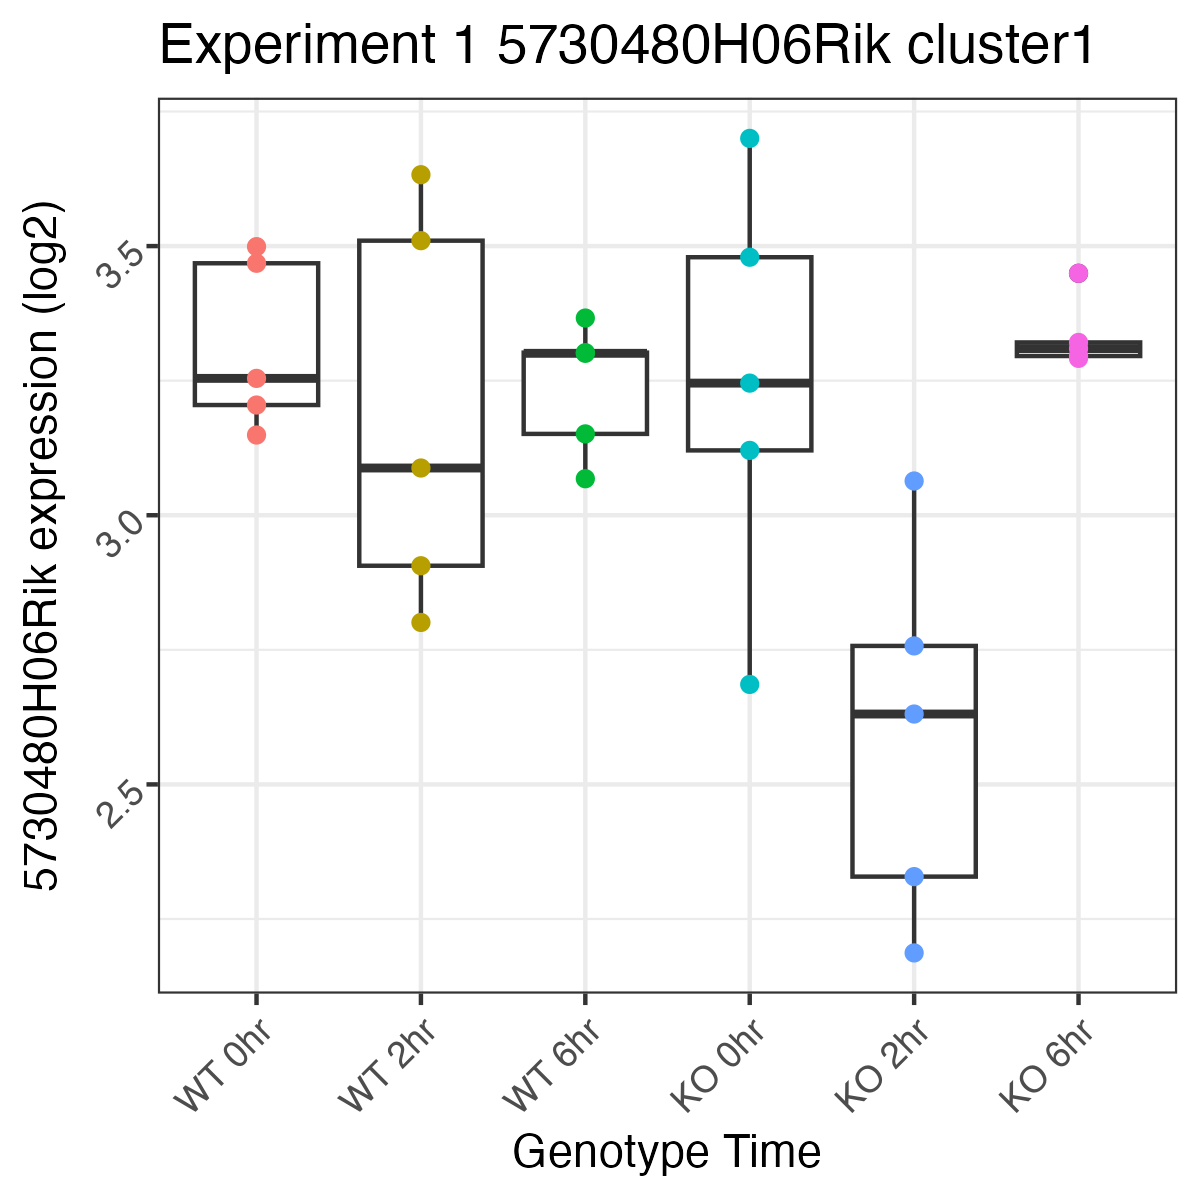 Experiment 1 5730480H06Rik cluster1
5730480H06Rik expression (log2)
3.5
3.0
2.5
WT 0hr
WT 2hr
WT 6hr
KO 0hr
KO 2hr
KO 6hr
Genotype Time